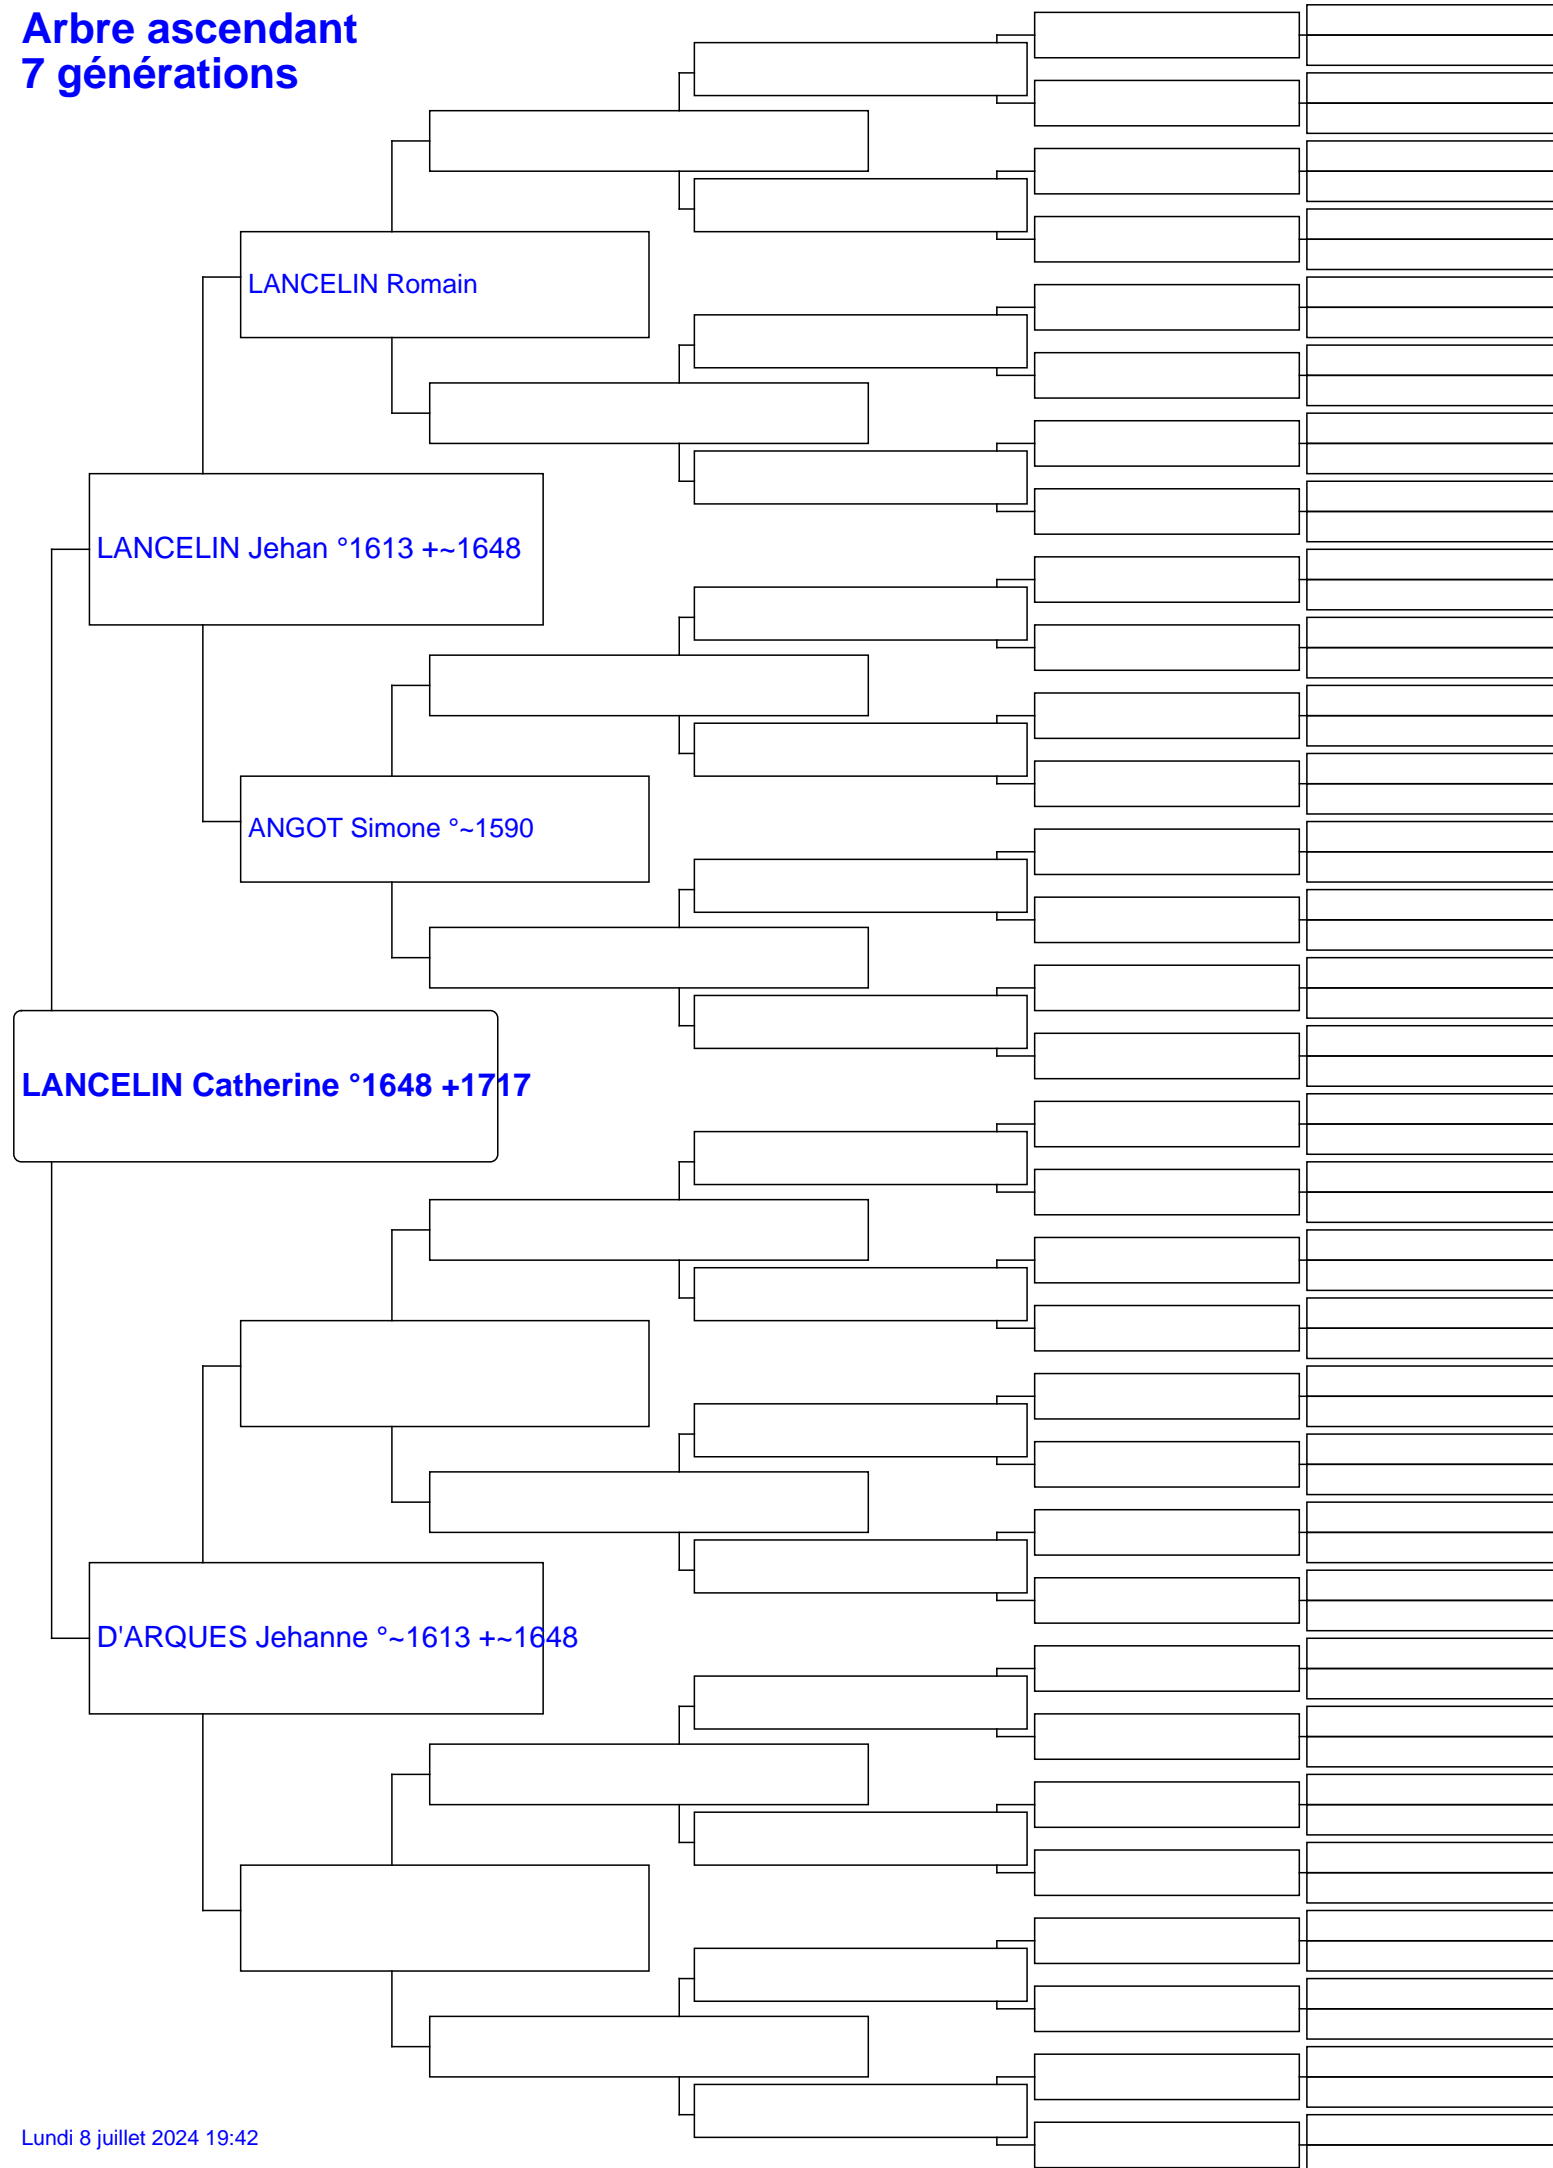 Arbre ascendant
7 générations
LANCELIN Romain
LANCELIN Jehan °1613 +~1648
ANGOT Simone °~1590
LANCELIN Catherine °1648 +1717
D'ARQUES Jehanne °~1613 +~1648
Lundi 8 juillet 2024 19:42